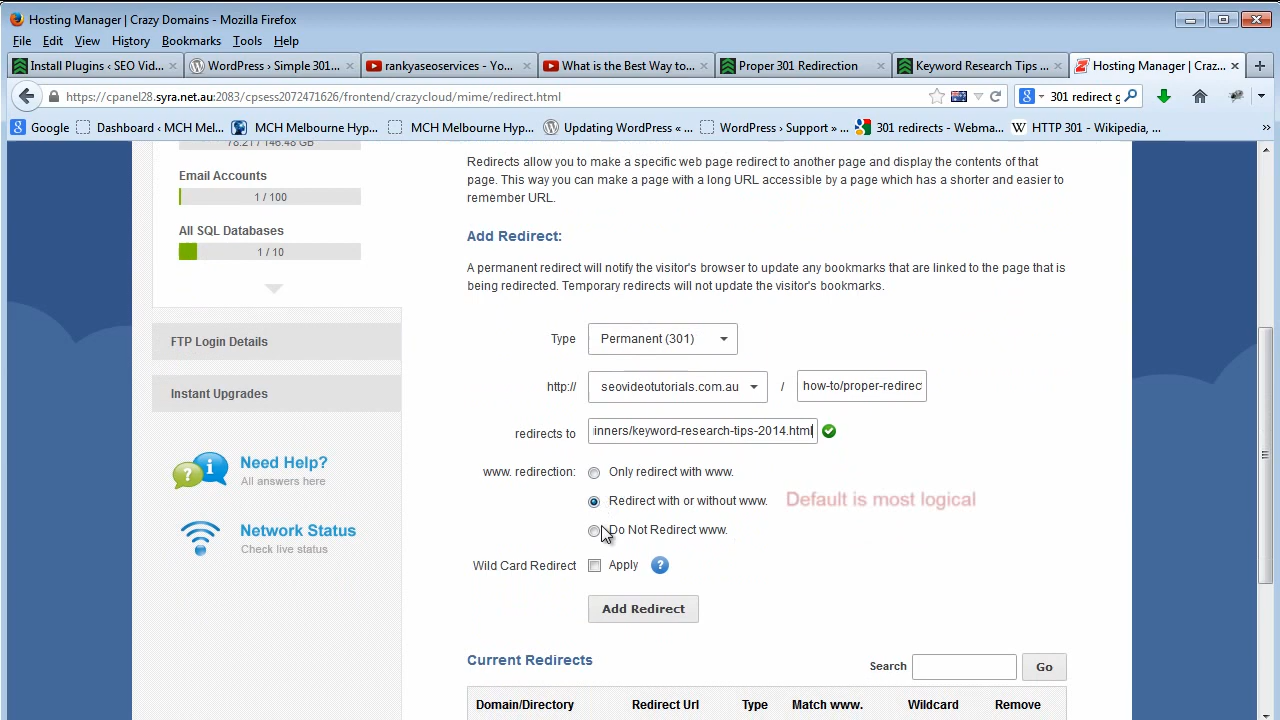 Hosting Manager | Crazy Domains - Mozilla Firefox
File Edit View History Bookmarks Tools Help
Install Plugins ‹ SEO Vid... WordPress › Simple 301... rankyaseoservices - Yo... What is the Best Way to... Proper 301 Redirection Keyword Research Tips ... Hosting Manager | Craz...
https://cpanel28.syra.net.au:2083/cpsess2072471626/frontend/crazycloud/mime/redirect.html 301 redirect g
Google Dashboard ‹ MCH Mel... MCH Melbourne Hyp... MCH Melbourne Hyp... Updating WordPress «... WordPress › Support »... 301 redirects - Webma... HTTP 301 - Wikipedia, ... »
78.21 / 146.48 GB
Email Accounts
1 / 100
All SQL Databases
1 / 10
FTP Login Details
Instant Upgrades
Need Help?
All answers here
Network Status
Check live status
Redirects allow you to make a specific web page redirect to another page and display the contents of that
page. This way you can make a page with a long URL accessible by a page which has a shorter and easier to
remember URL.
Add Redirect:
A permanent redirect will notify the visitor's browser to update any bookmarks that are linked to the page that is
being redirected. Temporary redirects will not update the visitor's bookmarks.
Type Permanent (301)
http:// seovideotutorials.com.au / how-to/proper-redirec
redirects to inners/keyword-research-tips-2014.html
www. redirection: Only redirect with www.
Redirect with or without www. Default is most logical
Do Not Redirect www.
Wild Card Redirect Apply ?
Add Redirect
Current Redirects Search Go
Domain/Directory Redirect Url Type Match www. Wildcard Remove